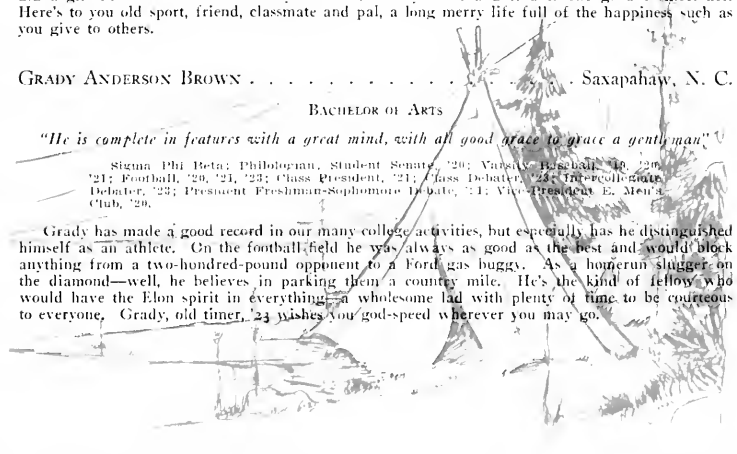 Here's to you old sport, friend, classmate and pal, a long merry life full of the happiness such as
you give to others.
GRADY ANDERSON BROWN . . . . . . . . . . . . . . . . . . . . Saxapahaw, N. C.
BACHELOR OF ARTS
"He is complete in features with a great mind, with all good grace to grace a gentleman"
Sigma Phi Beta; Philologian, Student Senate, '20; Varsity Baseball, '19, '20,
'21; Football, '20, '21, '23; Class President, '21; Class Debater, '23; Intercollegiate
Debater, '23; President Freshman-Sophomore Debate, '21; Vice-President E. Men's
Club, '20.
Grady has made a good record in our many college activities, but especially has he distinguished
himself as an athlete. On the football field he was always as good as the best and would block
anything from a two-hundred-pound opponent to a Ford gas buggy. As a homerun slugger on
the diamond—well, he believes in parking them a country mile. He's the kind of fellow who
would have the Elon spirit in everything—a wholesome lad with plenty of time to be courteous
to everyone. Grady, old timer, '23 wishes you god-speed wherever you may go.